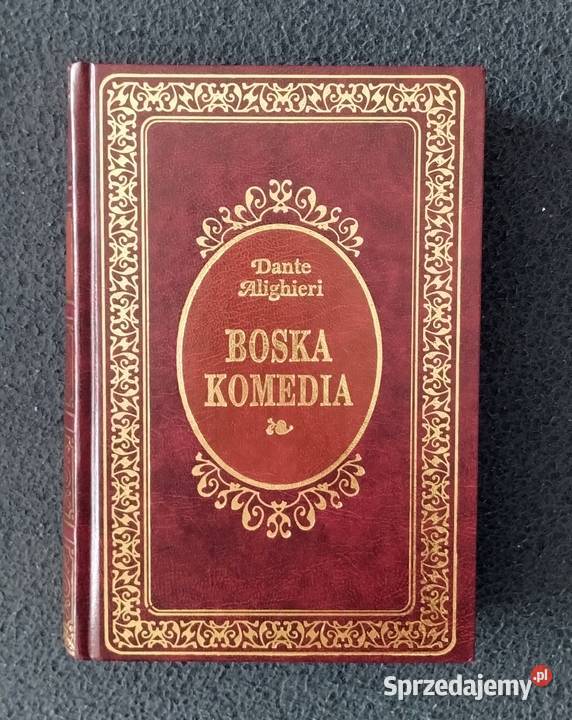 Dante
Alighieri
BOSKA
KOMEDIA
Sprzedajemy.pl